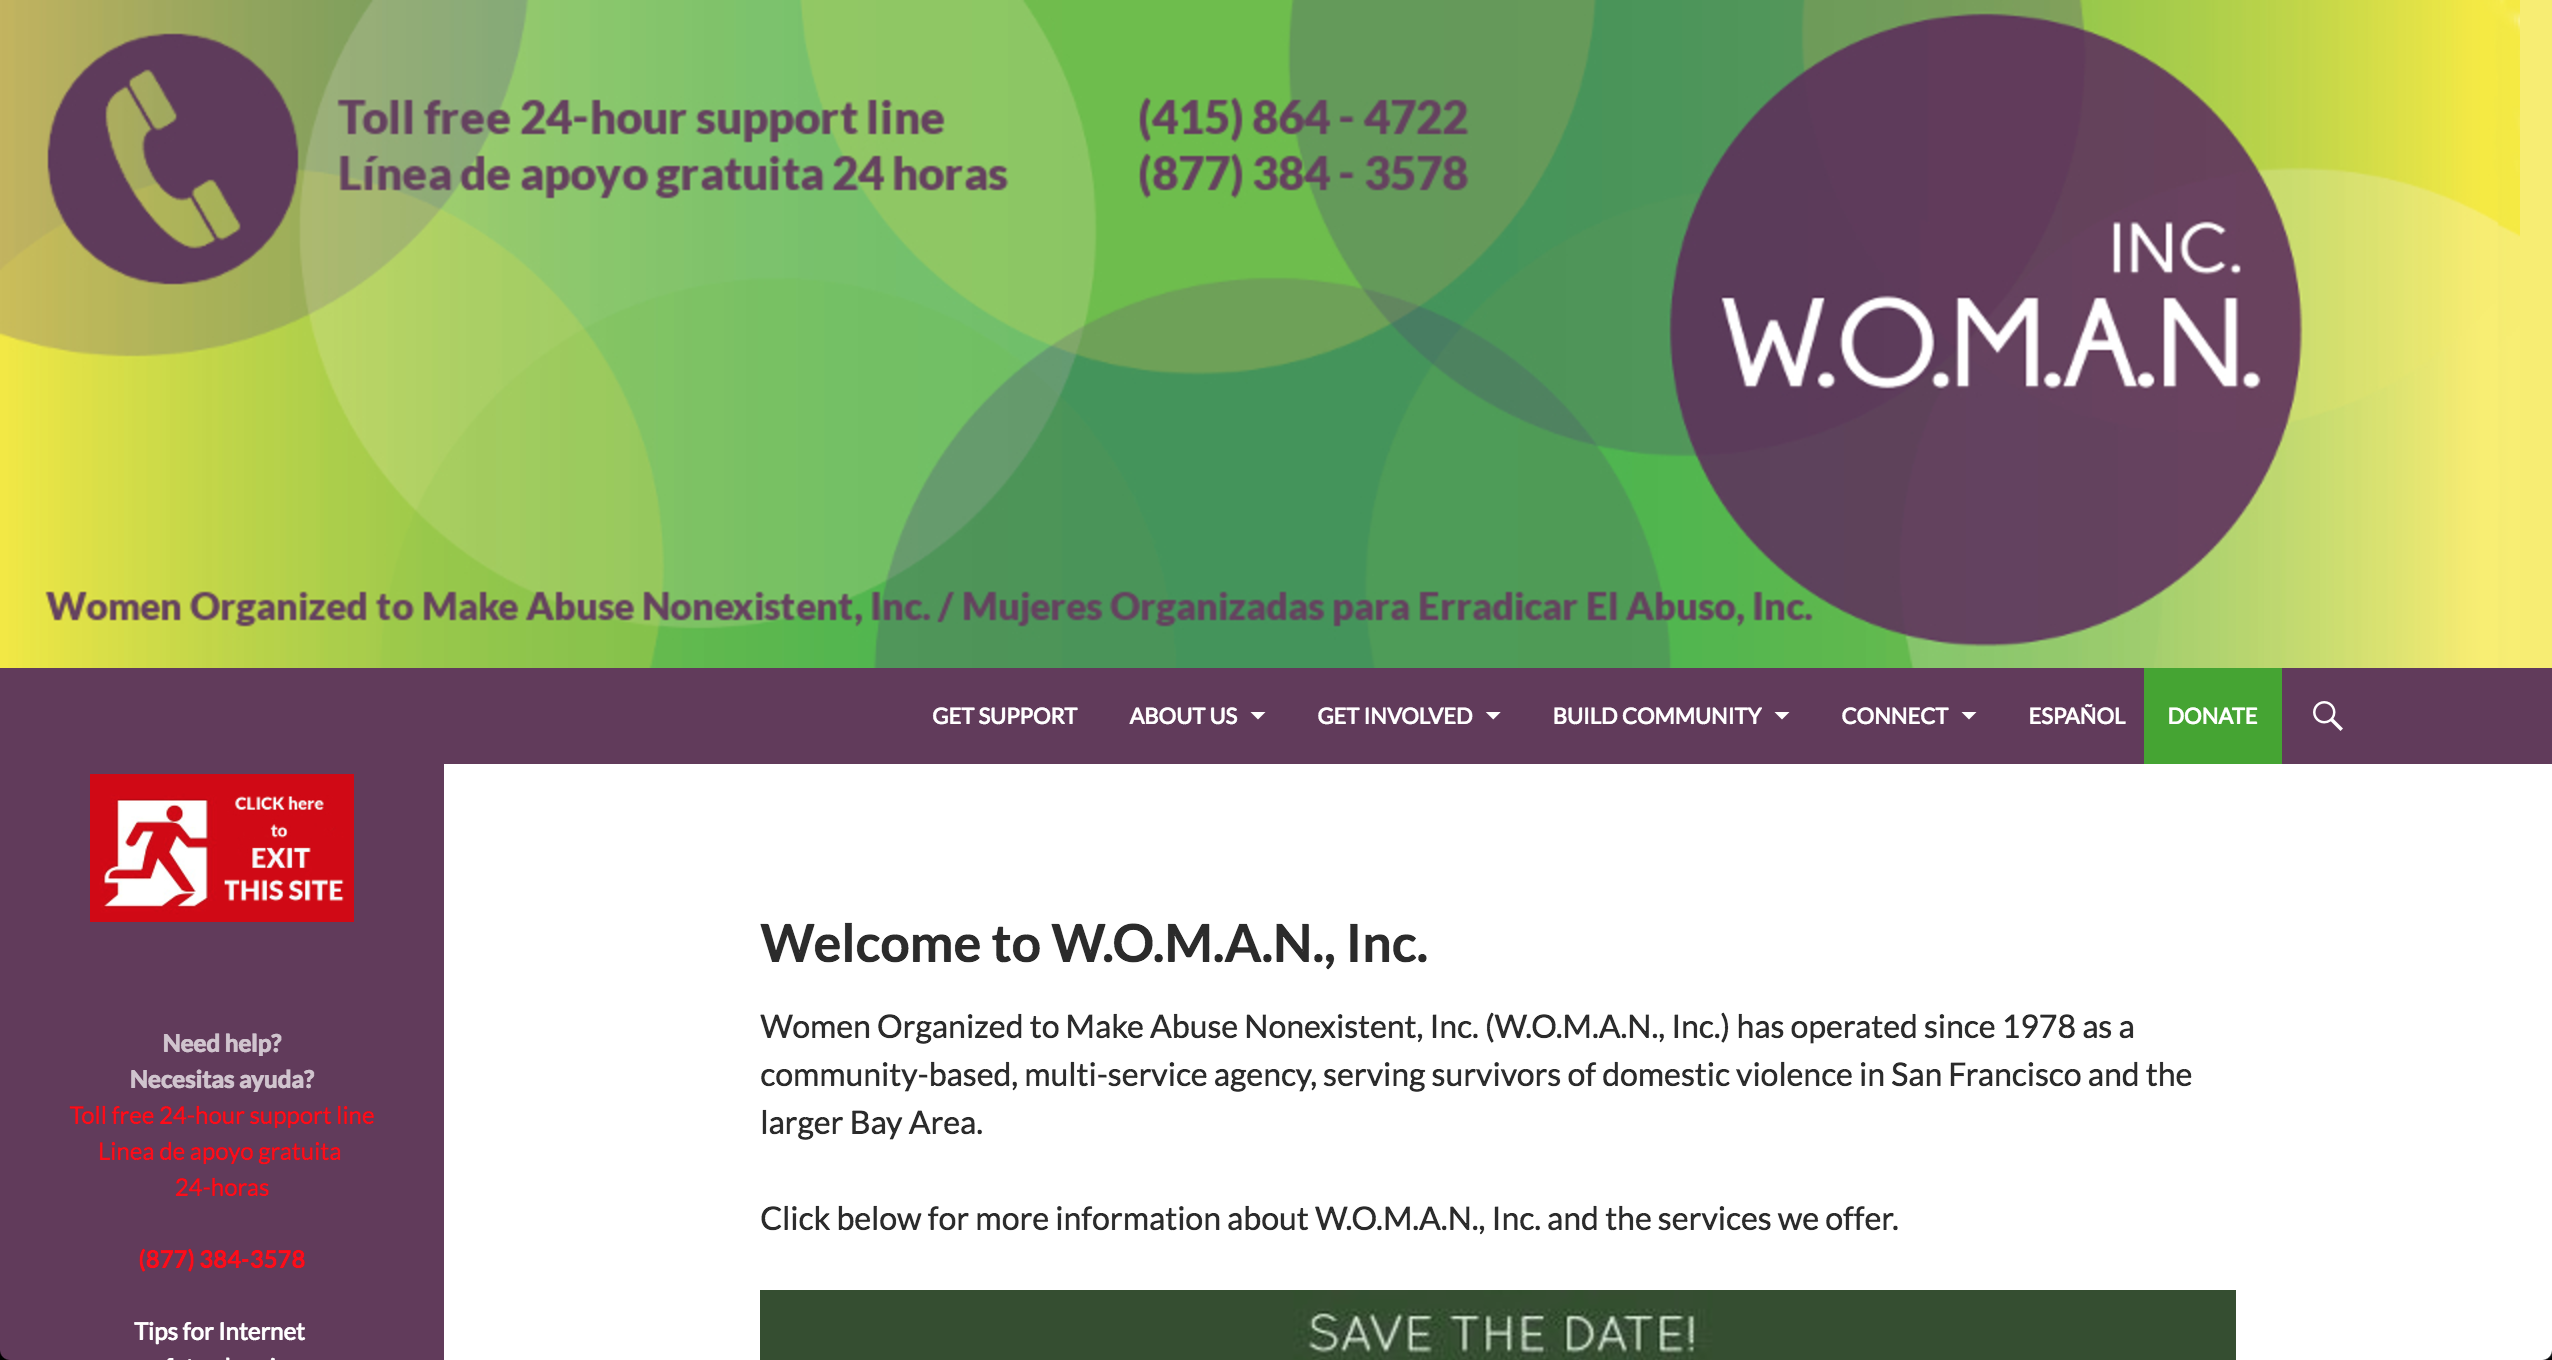 Toll free 24-hour support line (415) 864 - 4722
Línea de apoyo gratuita 24 horas (877) 384 - 3578
INC.
W.O.M.A.N.
Women Organized to Make Abuse Nonexistent, Inc. / Mujeres Organizadas para Erradicar El Abuso, Inc.
GET SUPPORT ABOUT US GET INVOLVED BUILD COMMUNITY CONNECT ESPAÑOL DONATE
CLICK here
to
EXIT
THIS SITE
Need help?
Necesitas ayuda?
Toll free 24-hour support line
Linea de apoyo gratuita
24-horas
(877) 384-3578
Tips for Internet
Welcome to W.O.M.A.N., Inc.
Women Organized to Make Abuse Nonexistent, Inc. (W.O.M.A.N., Inc.) has operated since 1978 as a
community-based, multi-service agency, serving survivors of domestic violence in San Francisco and the
larger Bay Area.
Click below for more information about W.O.M.A.N., Inc. and the services we offer.
SAVE THE DATE!